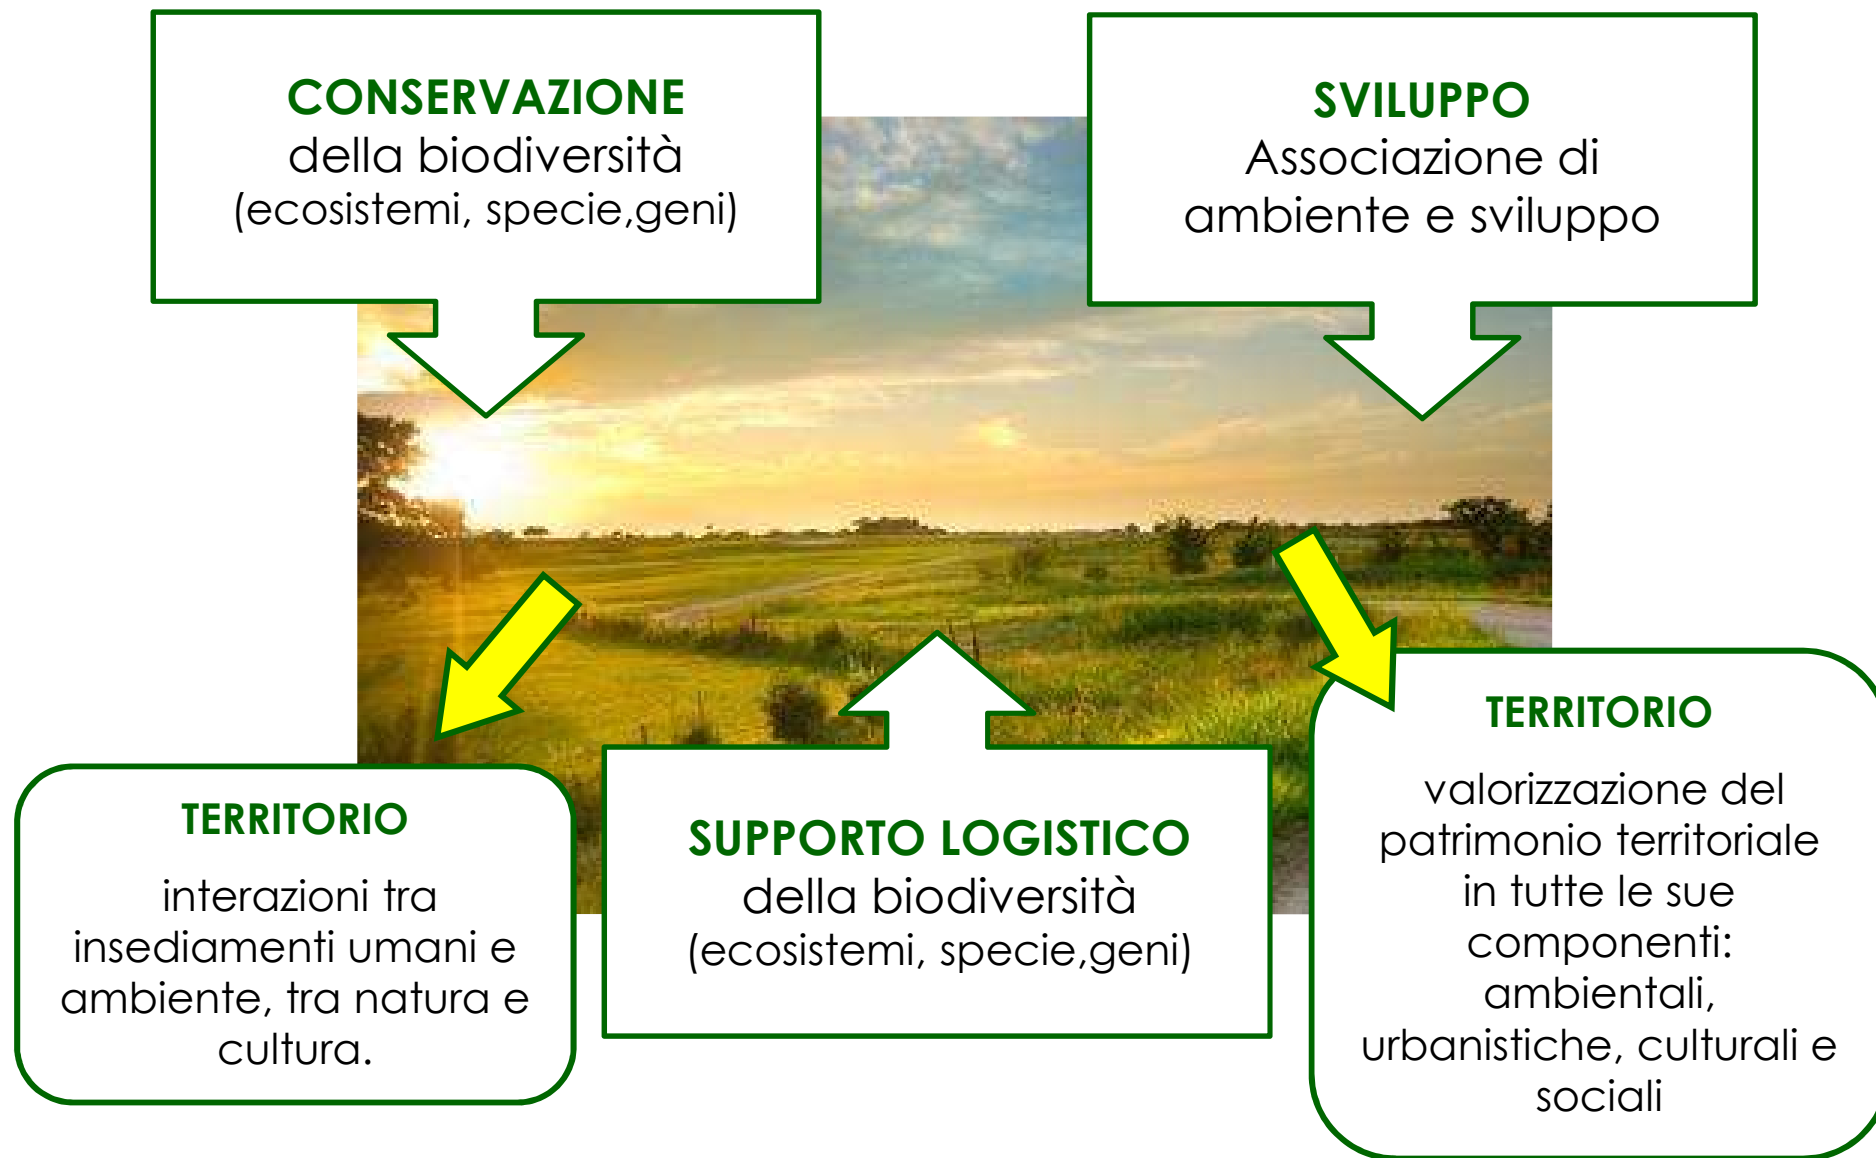 CONSERVAZIONE
della biodiversità
(ecosistemi, specie,geni)
SVILUPPO
Associazione di
ambiente e sviluppo
TERRITORIO
interazioni tra
insediamenti umani e
ambiente, tra natura e
cultura.
SUPPORTO LOGISTICO
della biodiversità
(ecosistemi, specie,geni)
TERRITORIO
valorizzazione del
patrimonio territoriale
in tutte le sue
componenti:
ambientali,
urbanistiche, culturali e
sociali